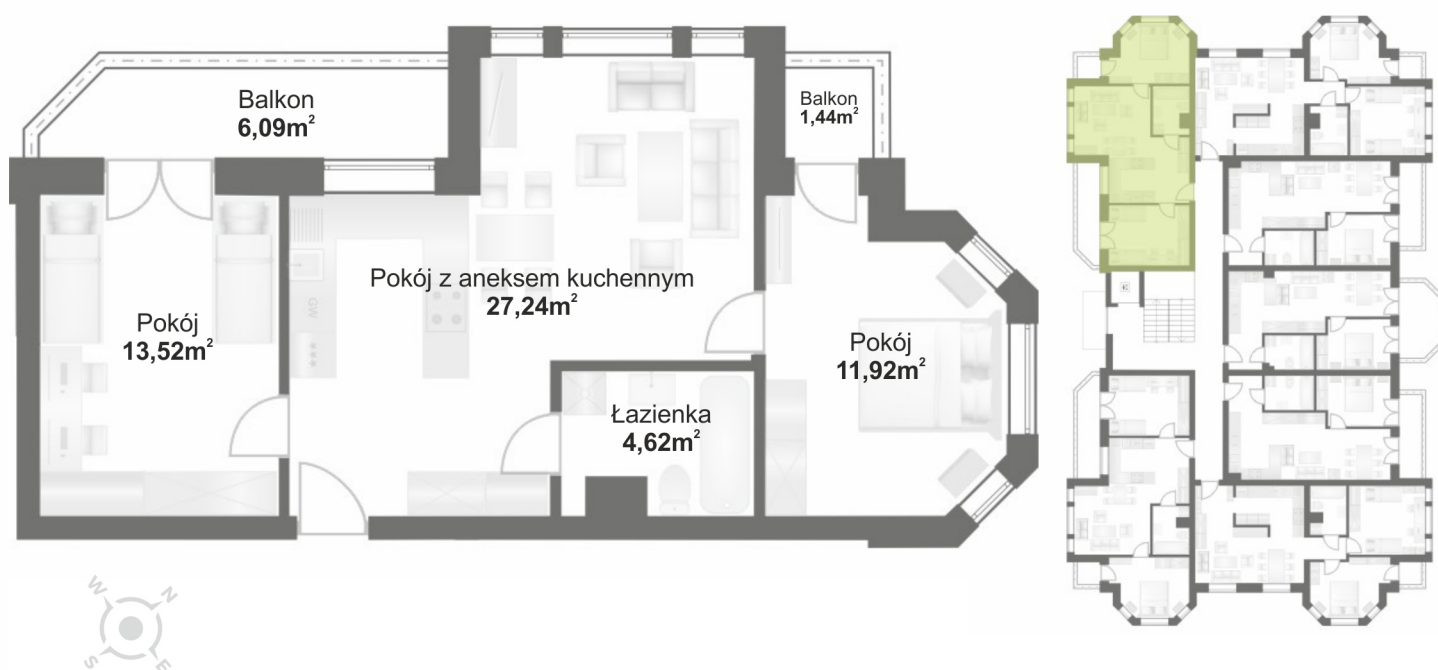 Balkon
6,09m²
Balkon
1,44m²
Pokój z aneksem kuchennym
27,24m²
Pokój
13,52m²
Pokój
11,92m²
Łazienka
4,62m²
GW
***
W
N
S
E